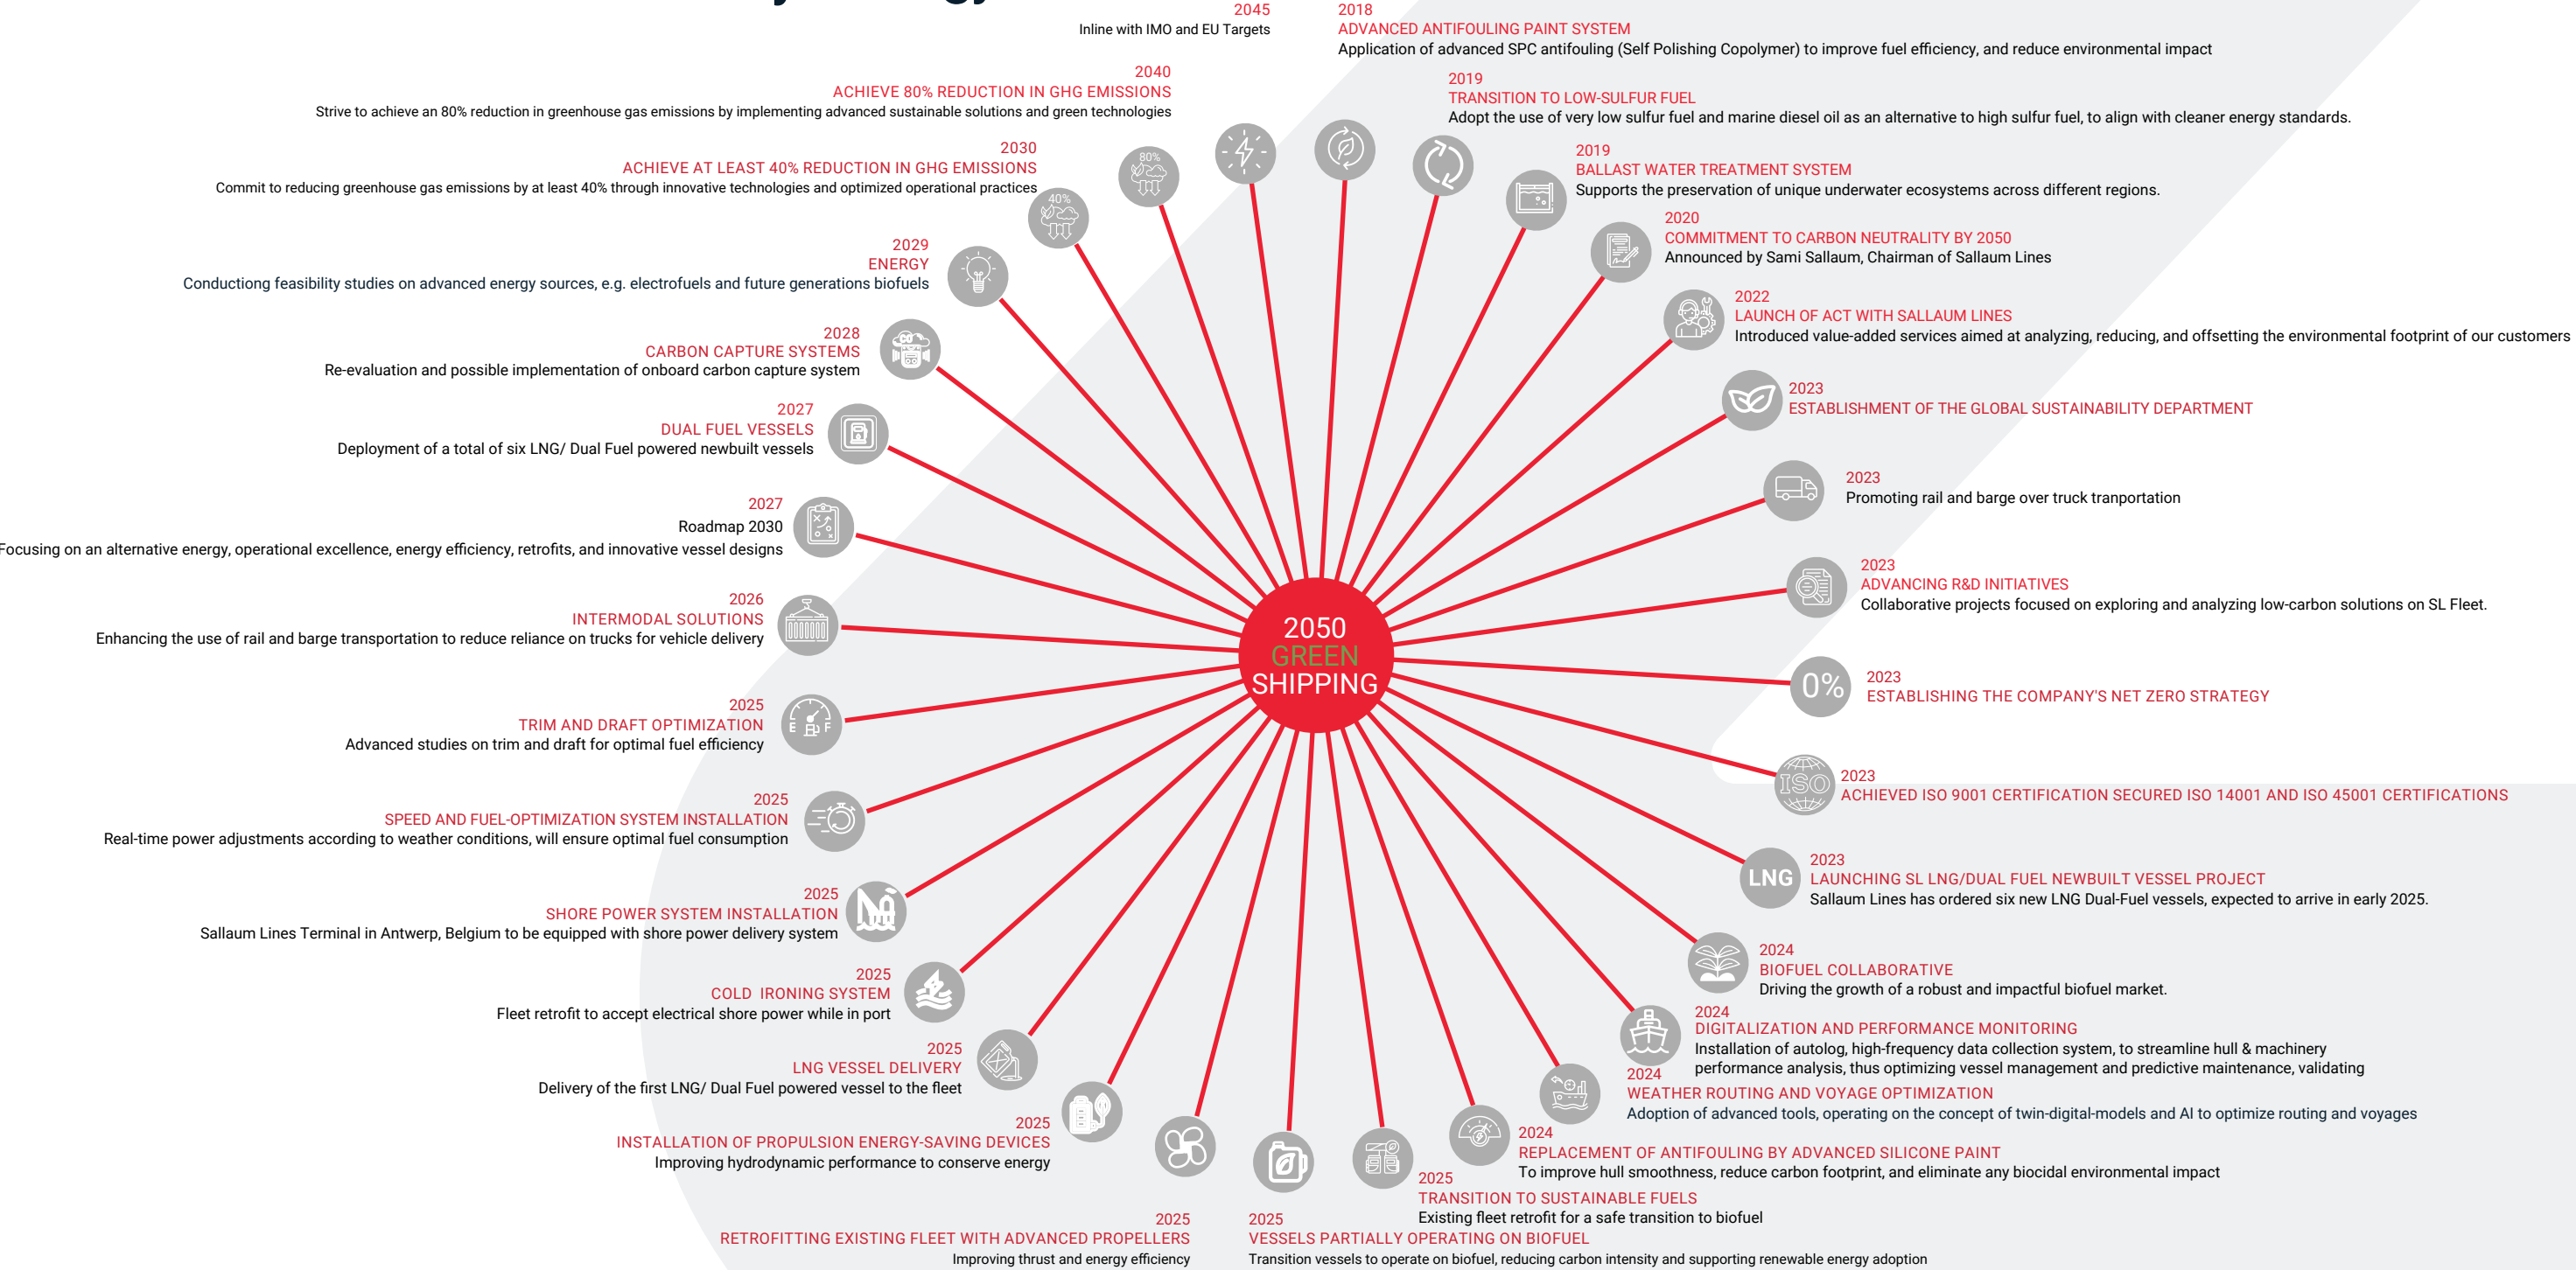 2018
ADVANCED ANTIFOULING PAINT SYSTEM
Application of advanced SPC antifouling (Self Polishing Copolymer) to improve fuel efficiency, and reduce environmental impact
2019
TRANSITION TO LOW-SULFUR FUEL
Adopt the use of very low sulfur fuel and marine diesel oil as an alternative to high sulfur fuel, to align with cleaner energy standards.
2019
BALLAST WATER TREATMENT SYSTEM
Supports the preservation of unique underwater ecosystems across different regions.
2020
COMMITMENT TO CARBON NEUTRALITY BY 2050
Announced by Sami Sallaum, Chairman of Sallaum Lines
2022
LAUNCH OF ACT WITH SALLAUM LINES
Introduced value-added services aimed at analyzing, reducing, and offsetting the environmental footprint of our customers
2023
ESTABLISHMENT OF THE GLOBAL SUSTAINABILITY DEPARTMENT
2023
Promoting rail and barge over truck tranportation
2023
ADVANCING R&D INITIATIVES
Collaborative projects focused on exploring and analyzing low-carbon solutions on SL Fleet.
0%
2023
ESTABLISHING THE COMPANY'S NET ZERO STRATEGY
ISO
2023
ACHIEVED ISO 9001 CERTIFICATION SECURED ISO 14001 AND ISO 45001 CERTIFICATIONS
LNG
2023
LAUNCHING SL LNG/DUAL FUEL NEWBUILT VESSEL PROJECT
Sallaum Lines has ordered six new LNG Dual-Fuel vessels, expected to arrive in early 2025.
2024
BIOFUEL COLLABORATIVE
Driving the growth of a robust and impactful biofuel market.
2024
DIGITALIZATION AND PERFORMANCE MONITORING
Installation of autolog, high-frequency data collection system, to streamline hull & machinery
performance analysis, thus optimizing vessel management and predictive maintenance, validating
2024
WEATHER ROUTING AND VOYAGE OPTIMIZATION
Adoption of advanced tools, operating on the concept of twin-digital-models and AI to optimize routing and voyages
2024
REPLACEMENT OF ANTIFOULING BY ADVANCED SILICONE PAINT
To improve hull smoothness, reduce carbon footprint, and eliminate any biocidal environmental impact
2025
TRANSITION TO SUSTAINABLE FUELS
Existing fleet retrofit for a safe transition to biofuel
2025
VESSELS PARTIALLY OPERATING ON BIOFUEL
Transition vessels to operate on biofuel, reducing carbon intensity and supporting renewable energy adoption
2025
RETROFITTING EXISTING FLEET WITH ADVANCED PROPELLERS
Improving thrust and energy efficiency
2025
INSTALLATION OF PROPULSION ENERGY-SAVING DEVICES
Improving hydrodynamic performance to conserve energy
2025
LNG VESSEL DELIVERY
Delivery of the first LNG/ Dual Fuel powered vessel to the fleet
2025
COLD IRONING SYSTEM
Fleet retrofit to accept electrical shore power while in port
2025
SHORE POWER SYSTEM INSTALLATION
Sallaum Lines Terminal in Antwerp, Belgium to be equipped with shore power delivery system
2025
SPEED AND FUEL-OPTIMIZATION SYSTEM INSTALLATION
Real-time power adjustments according to weather conditions, will ensure optimal fuel consumption
2025
TRIM AND DRAFT OPTIMIZATION
Advanced studies on trim and draft for optimal fuel efficiency
E F
2026
INTERMODAL SOLUTIONS
Enhancing the use of rail and barge transportation to reduce reliance on trucks for vehicle delivery
2027
Roadmap 2030
Focusing on an alternative energy, operational excellence, energy efficiency, retrofits, and innovative vessel designs
2027
DUAL FUEL VESSELS
Deployment of a total of six LNG/ Dual Fuel powered newbuilt vessels
2028
CARBON CAPTURE SYSTEMS
Re-evaluation and possible implementation of onboard carbon capture system
2029
ENERGY
Conductiong feasibility studies on advanced energy sources, e.g. electrofuels and future generations biofuels
2030
ACHIEVE AT LEAST 40% REDUCTION IN GHG EMISSIONS
Commit to reducing greenhouse gas emissions by at least 40% through innovative technologies and optimized operational practices
40%
2040
ACHIEVE 80% REDUCTION IN GHG EMISSIONS
Strive to achieve an 80% reduction in greenhouse gas emissions by implementing advanced sustainable solutions and green technologies
80%
2045
Inline with IMO and EU Targets
2050
GREEN
SHIPPING